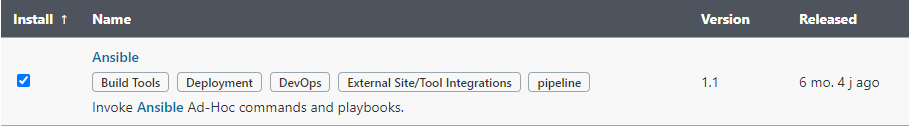 Install ↑ Name Version Released
Ansible
Build Tools Deployment DevOps External Site/Tool Integrations pipeline
1.1 6 mo. 4 j ago
Invoke Ansible Ad-Hoc commands and playbooks.